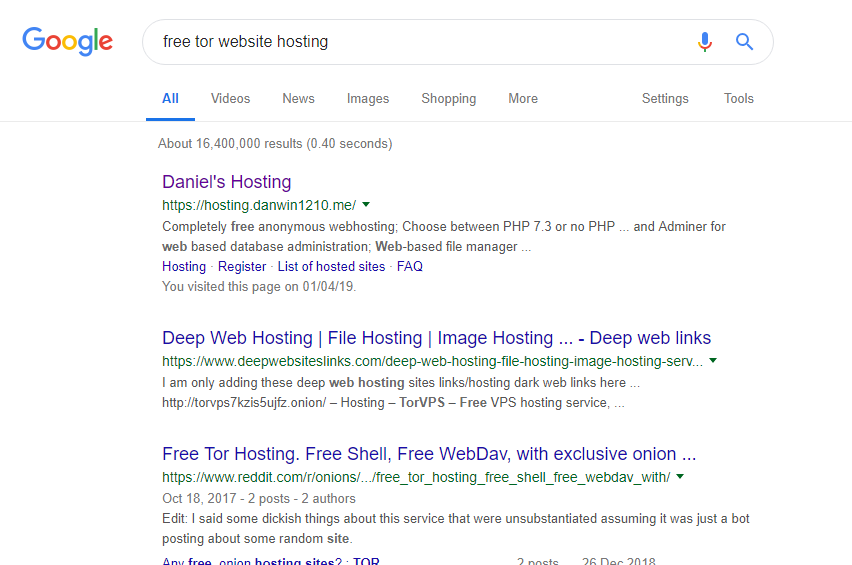 Google
free tor website hosting
All Videos News Images Shopping More Settings Tools
About 16,400,000 results (0.40 seconds)
Daniel's Hosting
https://hosting.danwin1210.me/
Completely free anonymous webhosting; Choose between PHP 7.3 or no PHP ... and Adminer for
web based database administration; Web-based file manager ...
Hosting · Register · List of hosted sites · FAQ
You visited this page on 01/04/19.
Deep Web Hosting | File Hosting | Image Hosting ... - Deep web links
https://www.deepwebsiteslinks.com/deep-web-hosting-file-hosting-image-hosting-serv...
I am only adding these deep web hosting sites links/hosting dark web links here ...
http://torvps7kzis5ujfz.onion/ – Hosting – TorVPS – Free VPS hosting service, ...
Free Tor Hosting. Free Shell, Free WebDav, with exclusive onion ...
https://www.reddit.com/r/onions/.../free_tor_hosting_free_shell_free_webdav_with/
Oct 18, 2017 - 2 posts - 2 authors
Edit: I said some dickish things about this service that were unsubstantiated assuming it was just a bot
posting about some random site.
Any free .onion hosting sites? : TOR 2 posts 26 Dec 2018